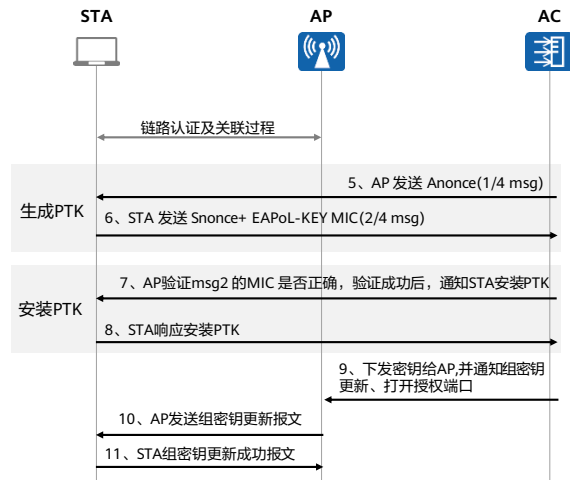 STA AP AC
链路认证及关联过程
5、AP 发送 Anonce(1/4 msg)
生成PTK
6、STA 发送 Snonce+ EAPoL-KEY MIC(2/4 msg)
7、AP验证msg2 的MIC 是否正确，验证成功后，通知STA安装PTK
安装PTK
8、STA响应安装PTK
9、下发密钥给AP,并通知组密钥
更新、打开授权端口
10、AP发送组密钥更新报文
11、STA组密钥更新成功报文